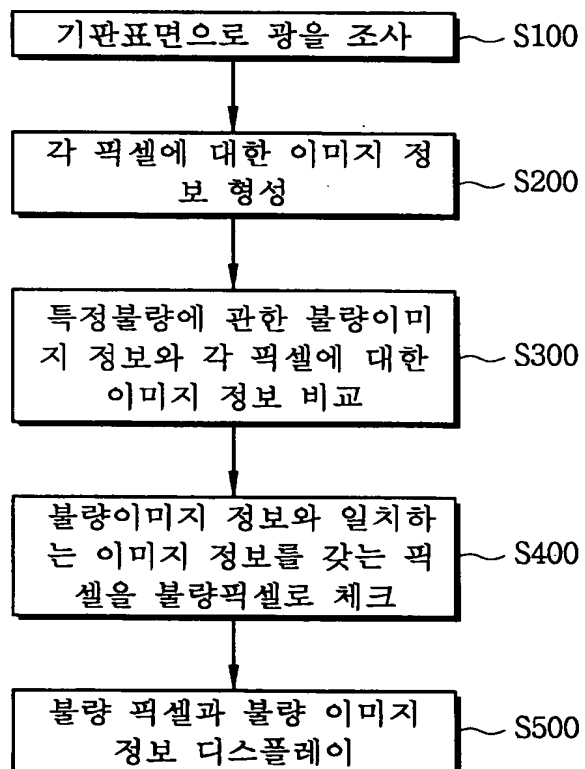 기판표면으로 광을 조사
S100
각 픽셀에 대한 이미지 정
보 형성
S200
특정불량에 관한 불량이미
지 정보와 각 픽셀에 대한
이미지 정보 비교
S300
불량이미지 정보와 일치하
는 이미지 정보를 갖는 픽
셀을 불량픽셀로 체크
S400
불량 픽셀과 불량 이미지
정보 디스플레이
S500